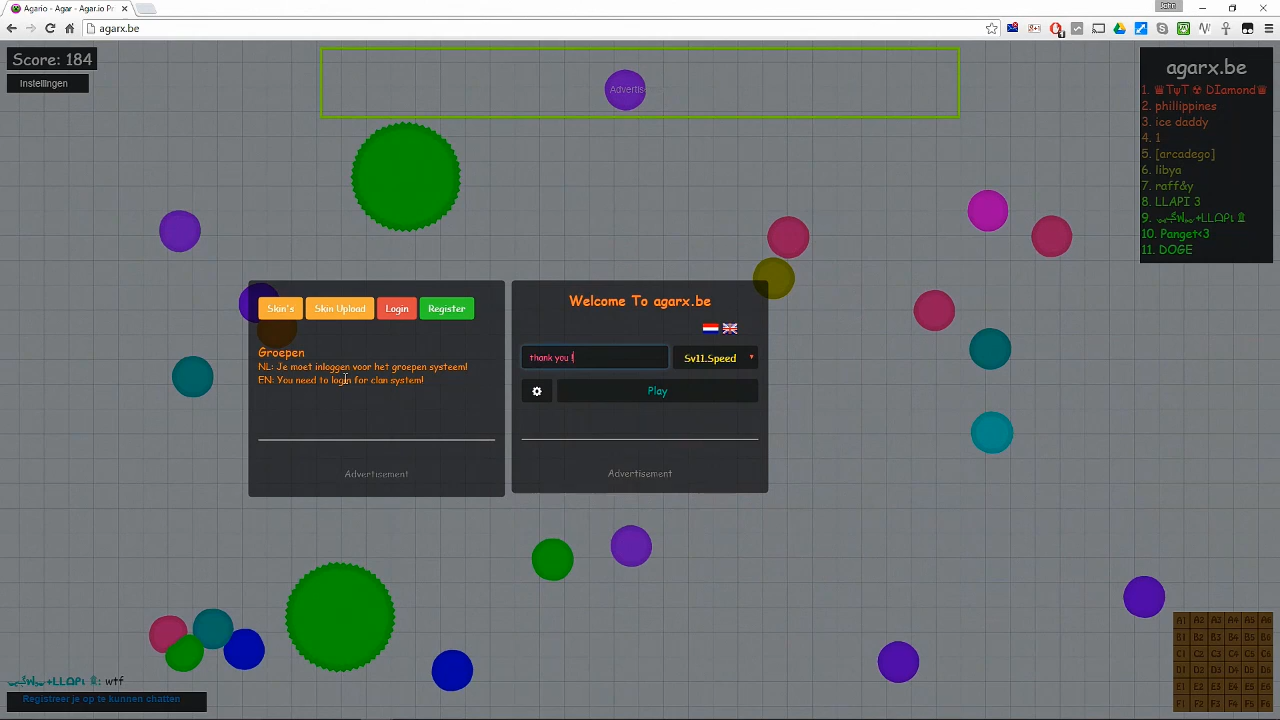 Agario - Agar - Agar.io Pr
John
agarx.be
Score: 184
Instellingen
Advertise
agarx.be
1. ♕TψT ☢ DIamond♕
2. phillippines
3. ice daddy
4. 1
5. [arcadego]
6. libya
7. raff&y
8. LLAPI 3
9.
10. Panget<3
11. DOGE
Skin's Skin Upload Login Register
Groepen
NL: Je moet inloggen voor het groepen systeem!
EN: You need to login for clan system!
Advertisement
Welcome To agarx.be
thank you !
Sv11.Speed
Play
Advertisement
A1 A2 A3 A4 A5 A6
B1 B2 B3 B4 B5 B6
C1 C2 C3 C4 C5 C6
D1 D2 D3 D4 D5 D6
E1 E2 E3 E4 E5 E6
F1 F2 F3 F4 F5 F6
: wtf
Registreer je op te kunnen chatten